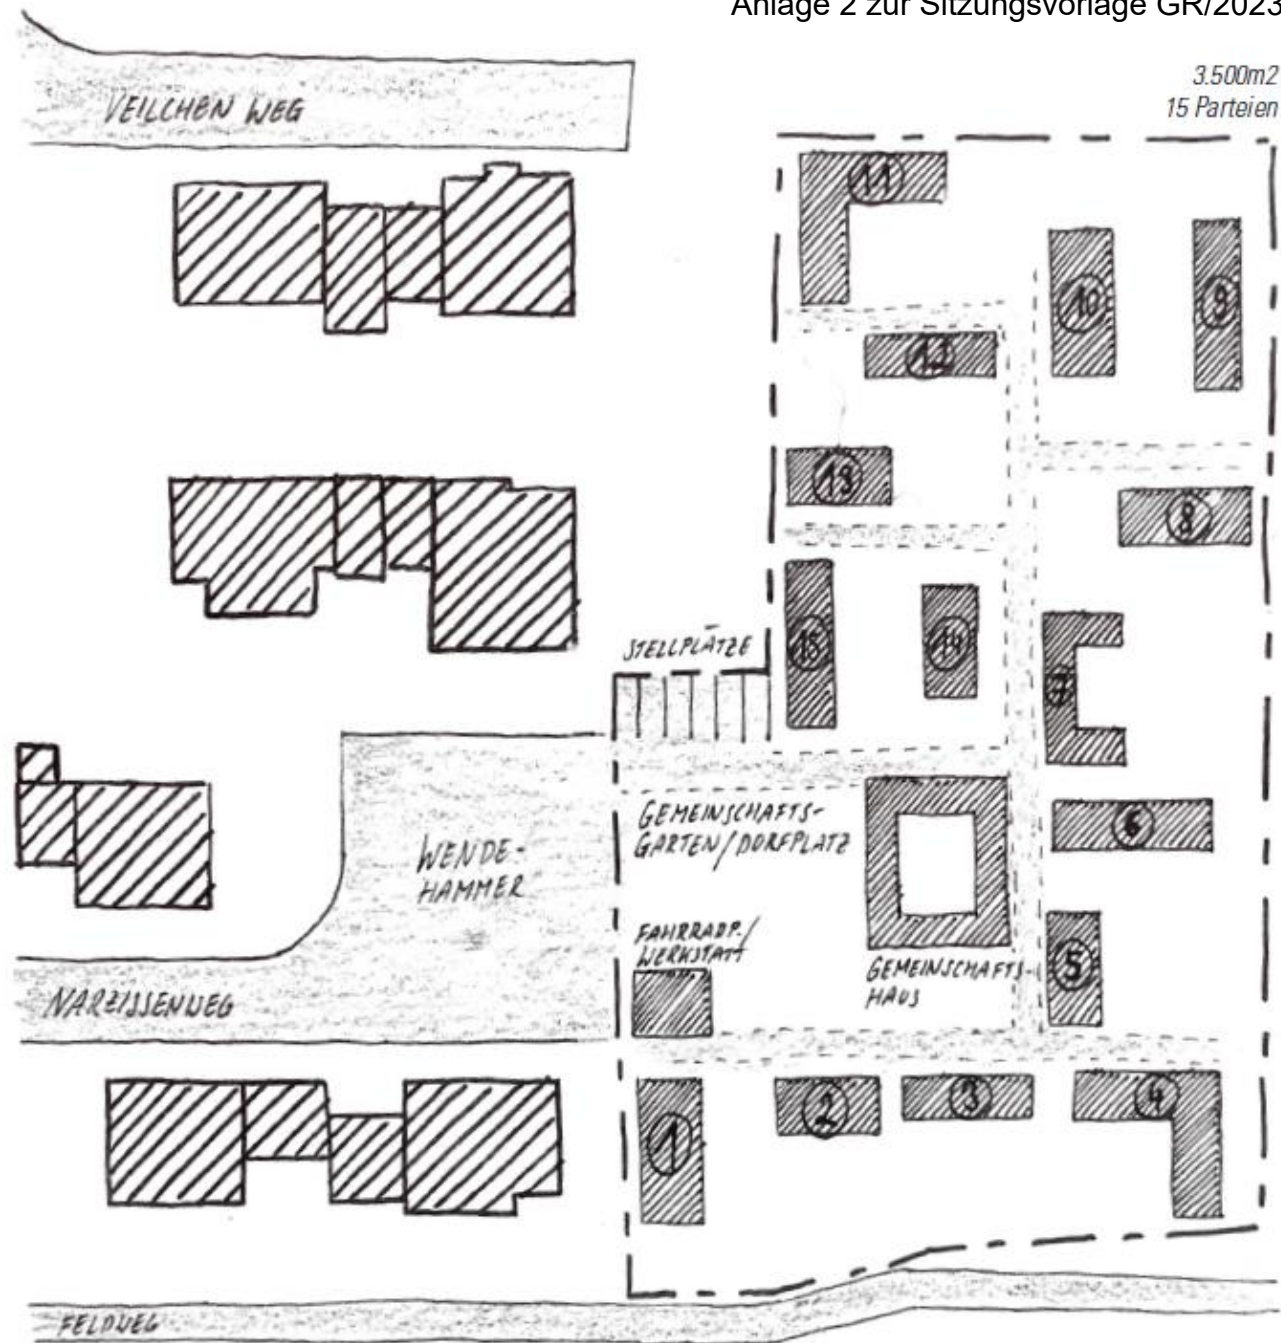 Anlage 2 zur Sitzungsvorlage GR/2023
3.500m2
15 Parteien
VEILCHEN WEG
11
10
9
12
13
8
STELLPLÄTZE
15
14
7
GEMEINSCHAFTS-
GARTEN/DORFPLATZ
6
WENDE-
HAMMER
FAHRRADP./
WERKSTATT
GEMEINSCHAFTS-
HAUS
5
NARZISSENWEG
1
2
3
4
FELDWEG